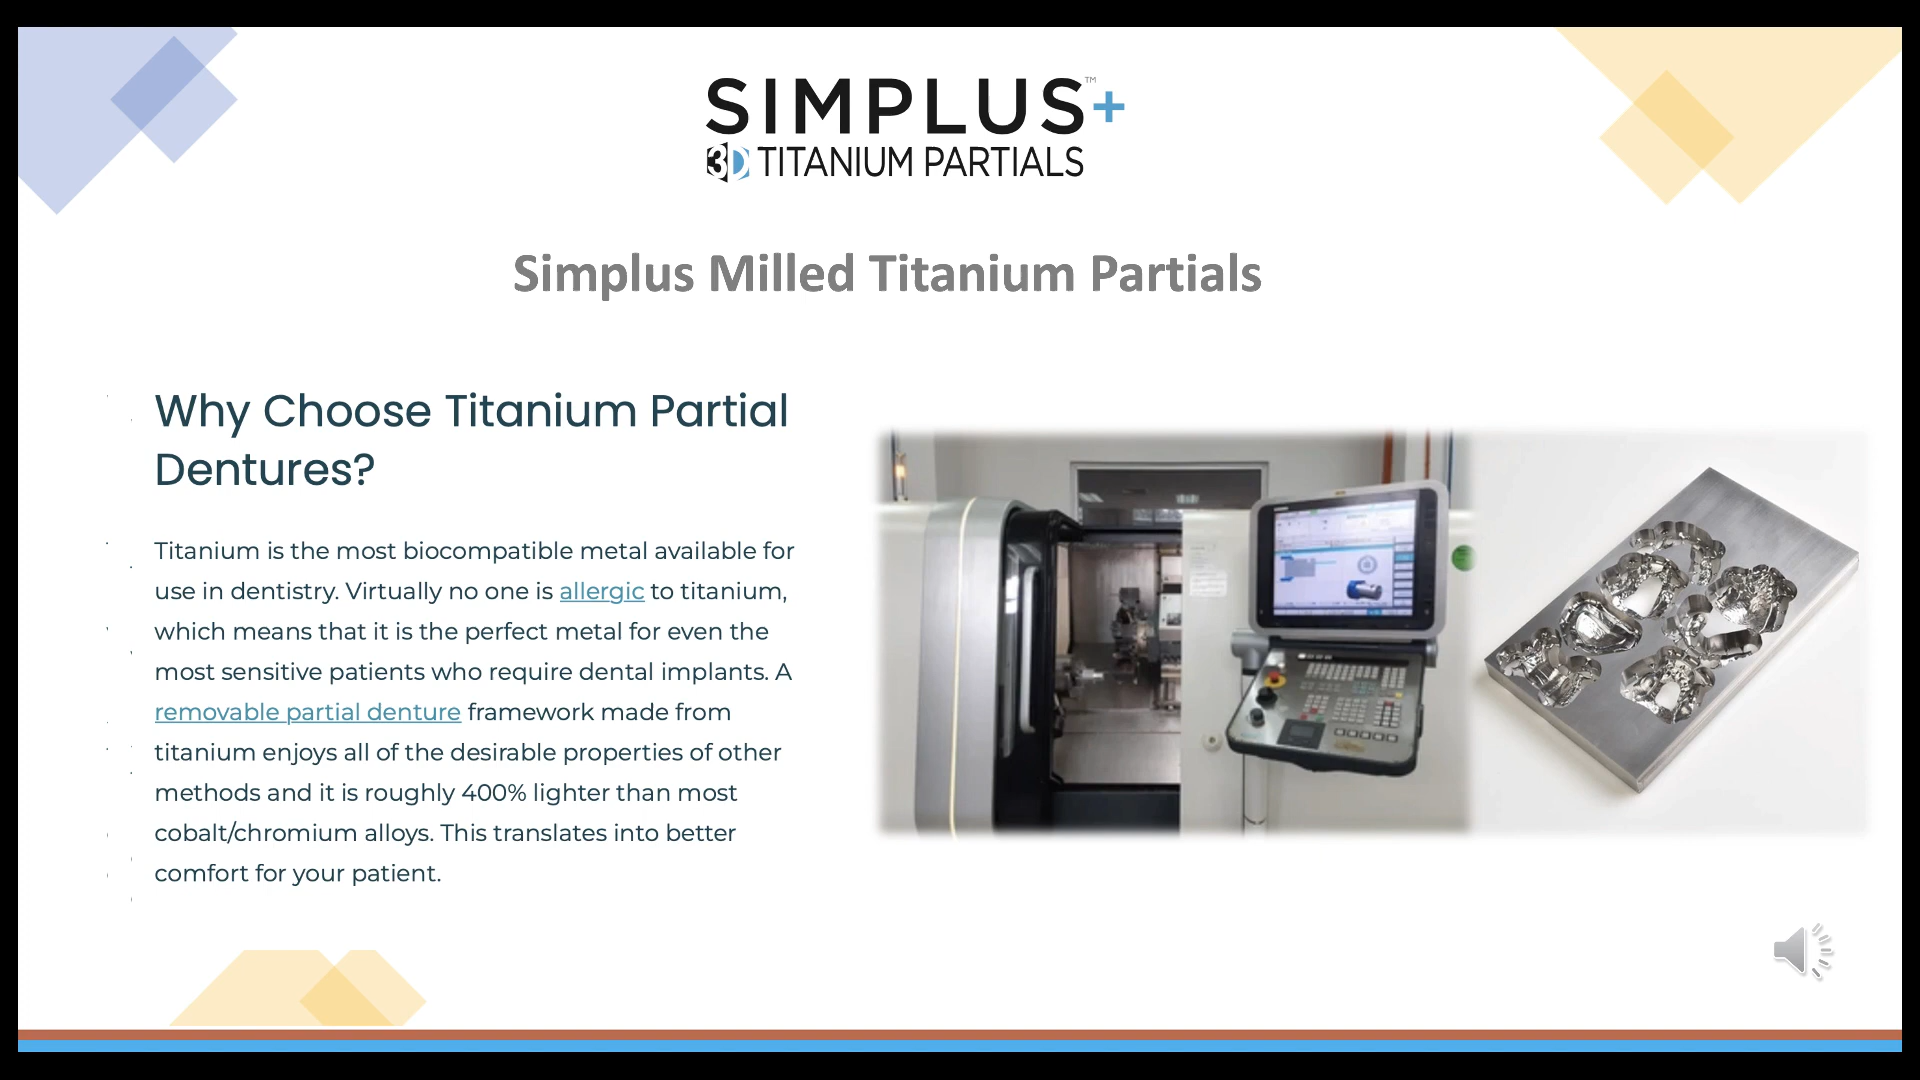 SIMPLUS+™
3D TITANIUM PARTIALS
Simplus Milled Titanium Partials
Why Choose Titanium Partial
Dentures?
Titanium is the most biocompatible metal available for
use in dentistry. Virtually no one is allergic to titanium,
which means that it is the perfect metal for even the
most sensitive patients who require dental implants. A
removable partial denture framework made from
titanium enjoys all of the desirable properties of other
methods and it is roughly 400% lighter than most
cobalt/chromium alloys. This translates into better
comfort for your patient.